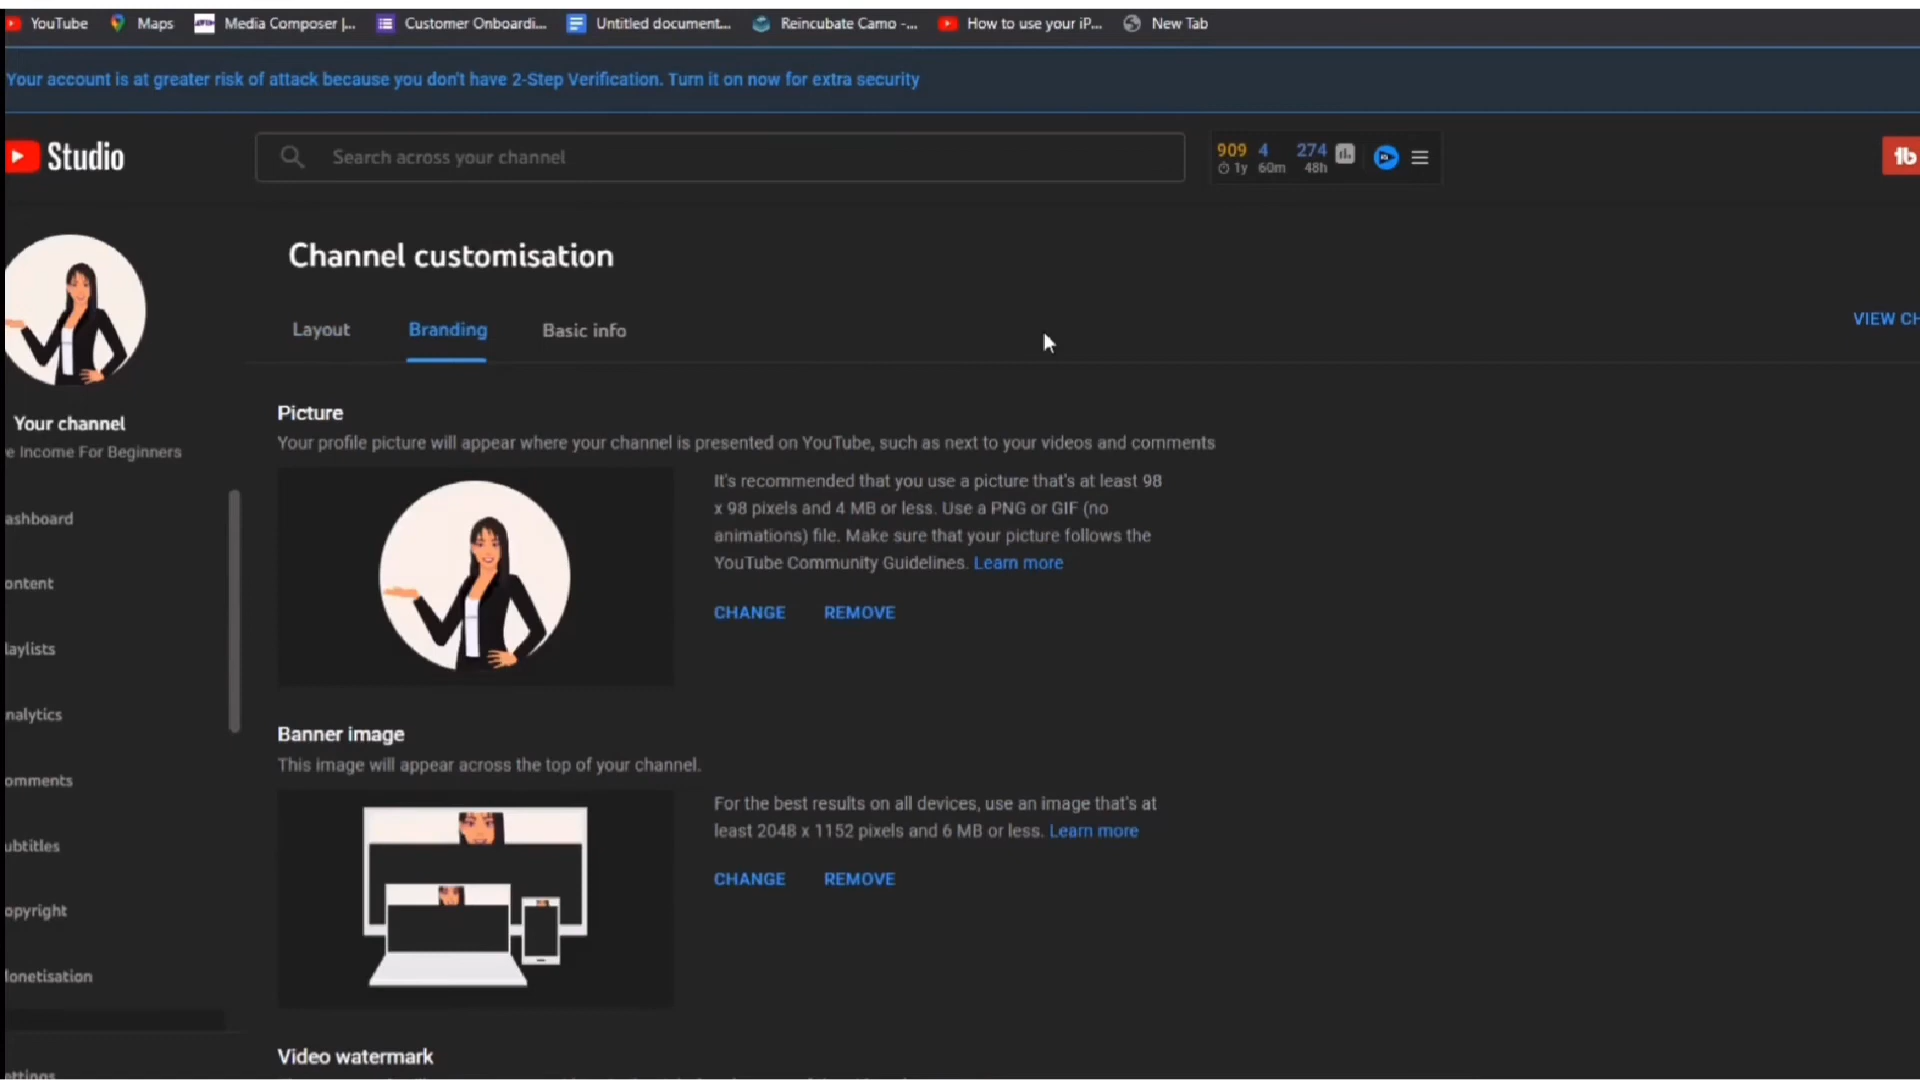 YouTube
Maps
Media Composer |...
Customer Onboardi...
Untitled document...
Reincubate Camo -...
How to use your iP...
New Tab
Your account is at greater risk of attack because you don't have 2-Step Verification. Turn it on now for extra security
Studio
Search across your channel
909 4 274
1y 60m 48h
tb
Channel customisation
VIEW CH
Layout
Branding
Basic info
Your channel
e Income For Beginners
ashboard
ontent
laylists
nalytics
omments
ubtitles
opyright
onetisation
ettings
Picture
Your profile picture will appear where your channel is presented on YouTube, such as next to your videos and comments
It's recommended that you use a picture that's at least 98
x 98 pixels and 4 MB or less. Use a PNG or GIF (no
animations) file. Make sure that your picture follows the
YouTube Community Guidelines. Learn more
CHANGE
REMOVE
Banner image
This image will appear across the top of your channel.
For the best results on all devices, use an image that's at
least 2048 x 1152 pixels and 6 MB or less. Learn more
CHANGE
REMOVE
Video watermark